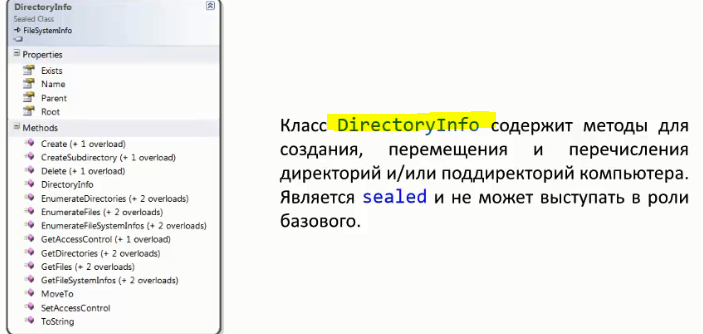 DirectoryInfo
Sealed Class
FileSystemInfo
Properties
Exists
Name
Parent
Root
Methods
Create (+ 1 overload)
CreateSubdirectory (+ 1 overload)
Delete (+ 1 overload)
DirectoryInfo
EnumerateDirectories (+ 2 overloads)
EnumerateFiles (+ 2 overloads)
EnumerateFileSystemInfos (+ 2 overloads)
GetAccessControl (+ 1 overload)
GetDirectories (+ 2 overloads)
GetFiles (+ 2 overloads)
GetFileSystemInfos (+ 2 overloads)
MoveTo
SetAccessControl
ToString
Класс DirectoryInfo содержит методы для
создания, перемещения и перечисления
директорий и/или поддиректорий компьютера.
Является sealed и не может выступать в роли
базового.